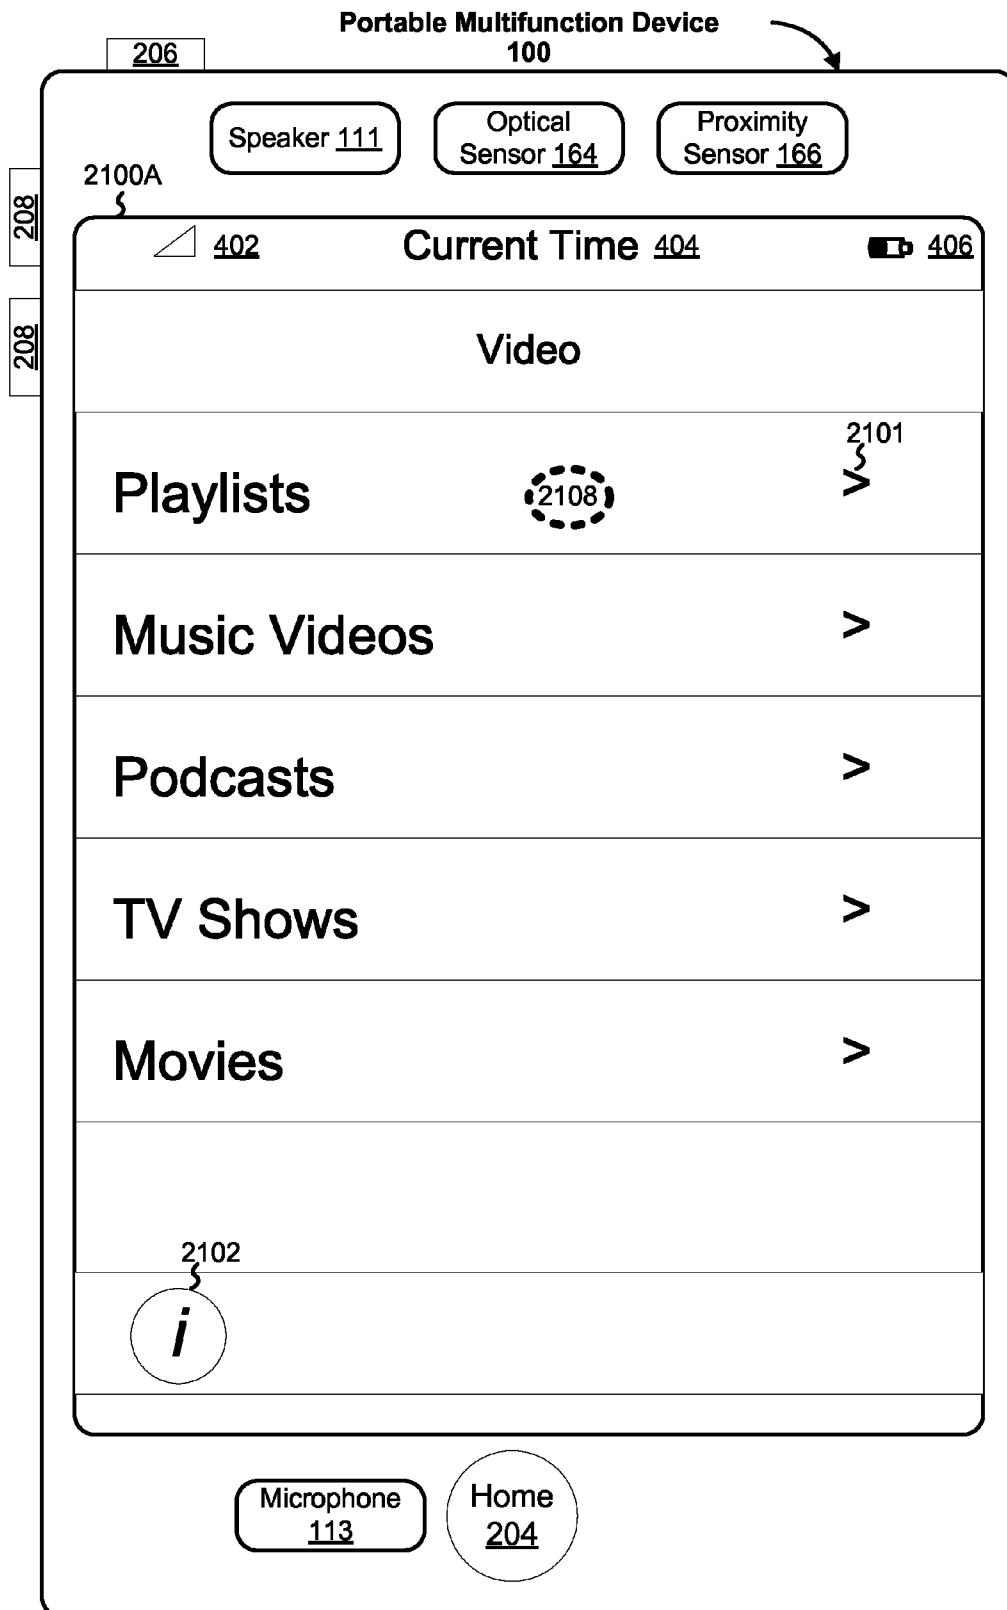 Portable Multifunction Device
100
206
Speaker 111
Optical
Sensor 164
Proximity
Sensor 166
208
208
2100A
402
Current Time 404
406
Video
2101
Playlists
2108
>
Music Videos >
Podcasts >
TV Shows >
Movies >
2102
i
Microphone
113
Home
204